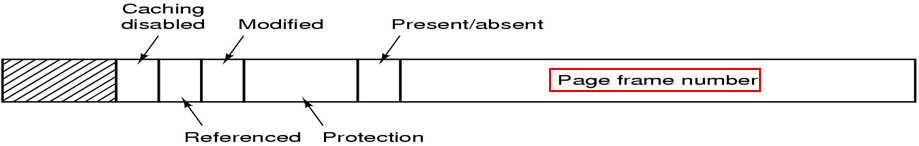 Caching
disabled
Modified
Present/absent
Page frame number
Referenced
Protection